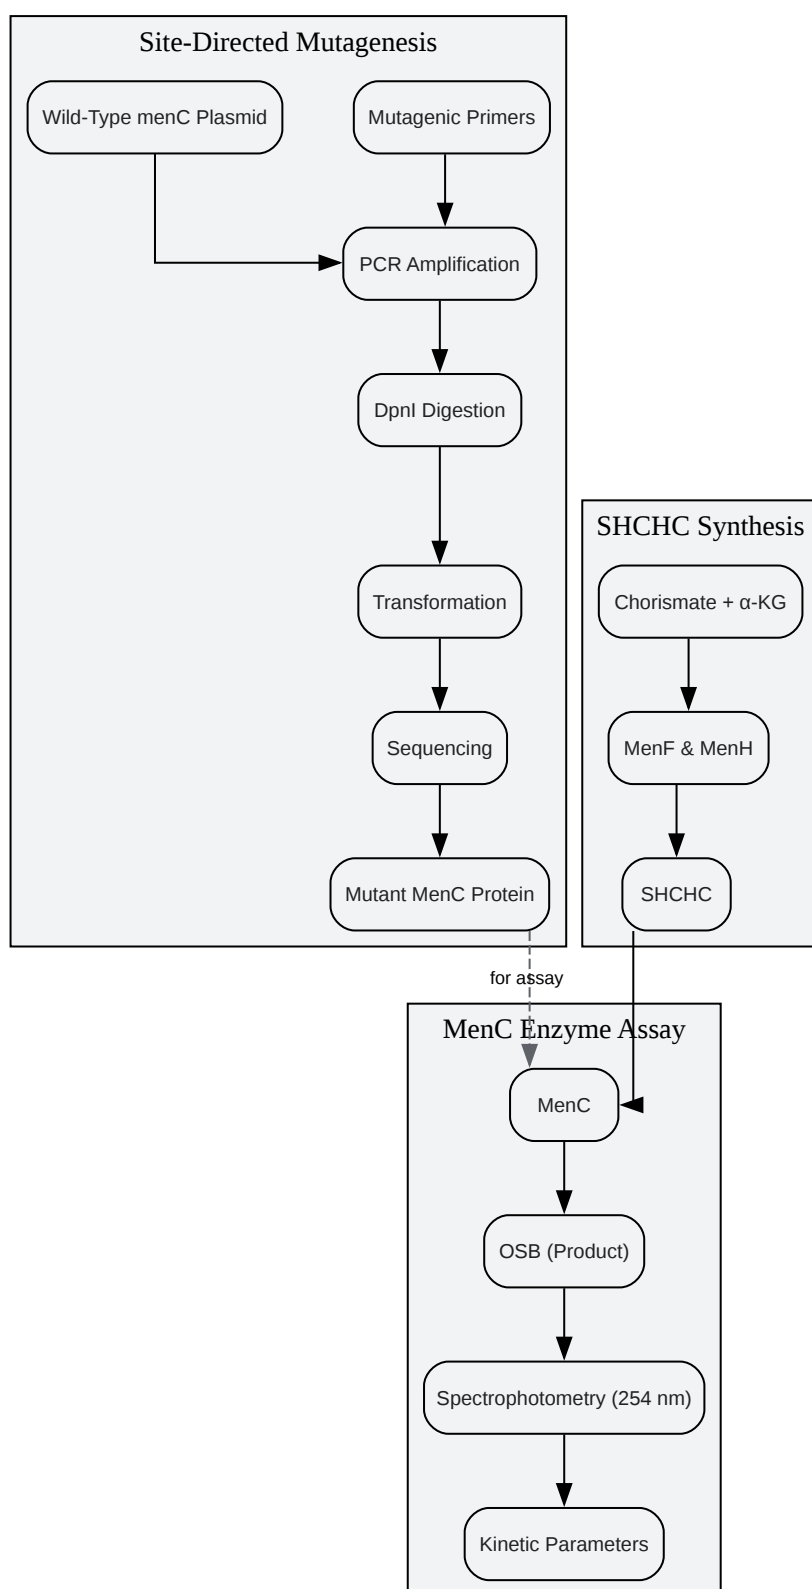 Site-Directed Mutagenesis
Wild-Type menC Plasmid
Mutagenic Primers
PCR Amplification
DpnI Digestion
Transformation
Sequencing
Mutant MenC Protein
SHCHC Synthesis
Chorismate + α-KG
MenF & MenH
SHCHC
for assay
MenC Enzyme Assay
MenC
OSB (Product)
Spectrophotometry (254 nm)
Kinetic Parameters